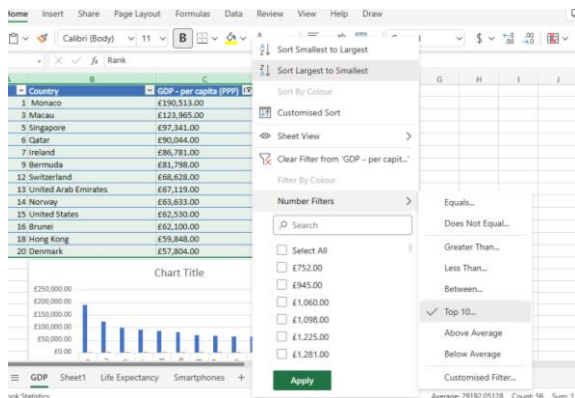 Home Insert Share Page Layout Formulas Data Review View Help Draw
Calibri (Body) 11 B $
fx Rank
B C G H I
Country GDP - per capita (PPP)
1 Monaco £190,513.00
3 Macau £123,965.00
5 Singapore £97,341.00
6 Qatar £90,044.00
7 Ireland £86,781.00
9 Bermuda £81,798.00
12 Switzerland £68,628.00
13 United Arab Emirates £67,119.00
14 Norway £63,633.00
15 United States £62,530.00
16 Brunei £62,100.00
18 Hong Kong £59,848.00
20 Denmark £57,804.00
Chart Title
£250,000.00
£200,000.00
£150,000.00
£100,000.00
£50,000.00
£0.00
Sort Smallest to Largest
Sort Largest to Smallest
Sort By Colour
Customised Sort
Sheet View
Clear Filter from 'GDP - per capit...'
Filter By Colour
Number Filters
Search
Select All
£752.00
£945.00
£1,060.00
£1,098.00
£1,225.00
£1,281.00
Apply
Equals...
Does Not Equal...
Greater Than...
Less Than...
Between...
Top 10...
Above Average
Below Average
Customised Filter...
GDP Sheet1 Life Expectancy Smartphones +
Statistics Average: 29192.05128 Count: 56 Sum: 1